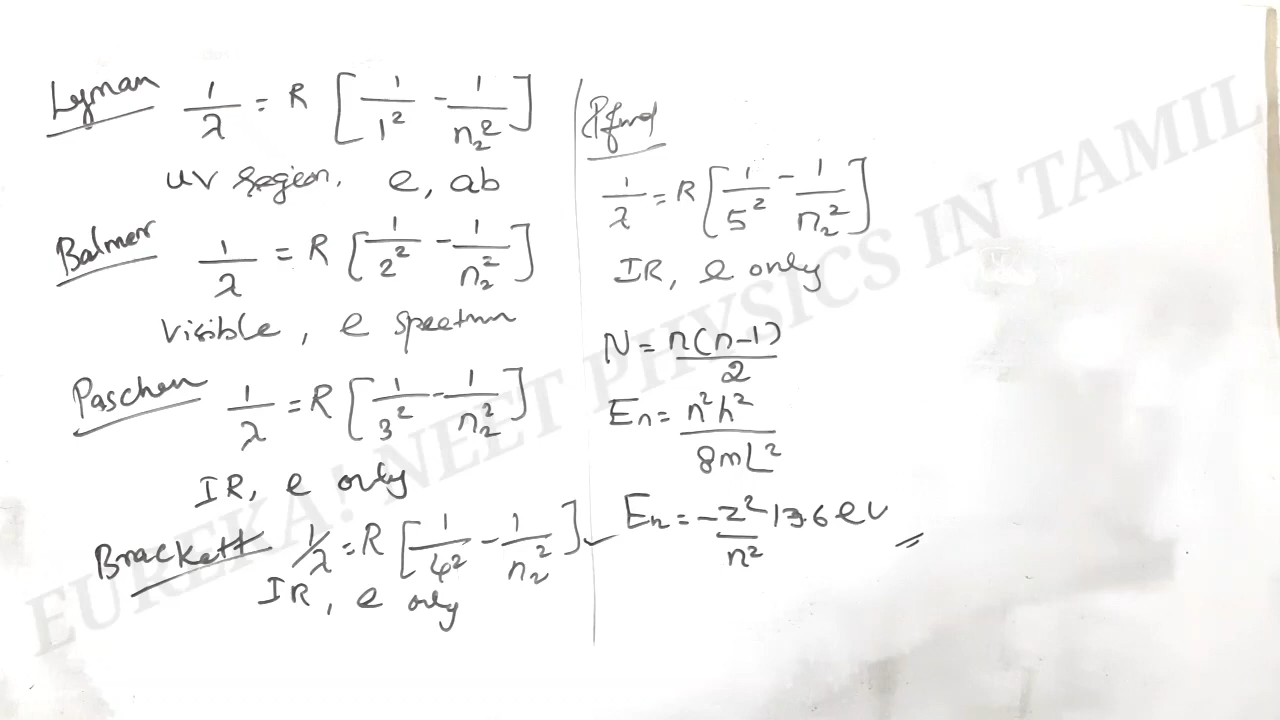 Lyman 1/λ = R [1/1² - 1/n₂²]
UV region, e, ab
Balmer 1/λ = R [1/2² - 1/n₂²]
Visible, e spectrum
Paschen 1/λ = R [1/3² - 1/n₂²]
IR, e only
Brackett 1/λ = R [1/4² - 1/n₂²]
IR, e only
Pfund
1/λ = R [1/5² - 1/n₂²]
IR, e only
N = n(n-1)/2
En = n²h²/8mL²
En = -z²/n² 13.6 eV
EUREKA! NEET PHYSICS IN TAMIL